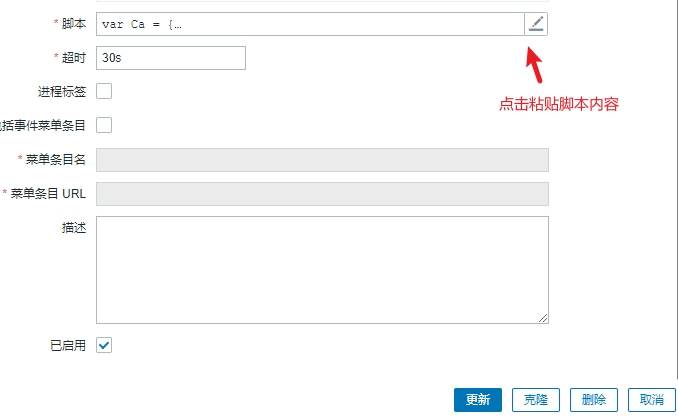 * 脚本 var Ca = {…
* 超时 30s
点击粘贴脚本内容
进程标签
括事件菜单条目
* 菜单条目名
* 菜单条目 URL
描述
已启用
更新 克隆 删除 取消